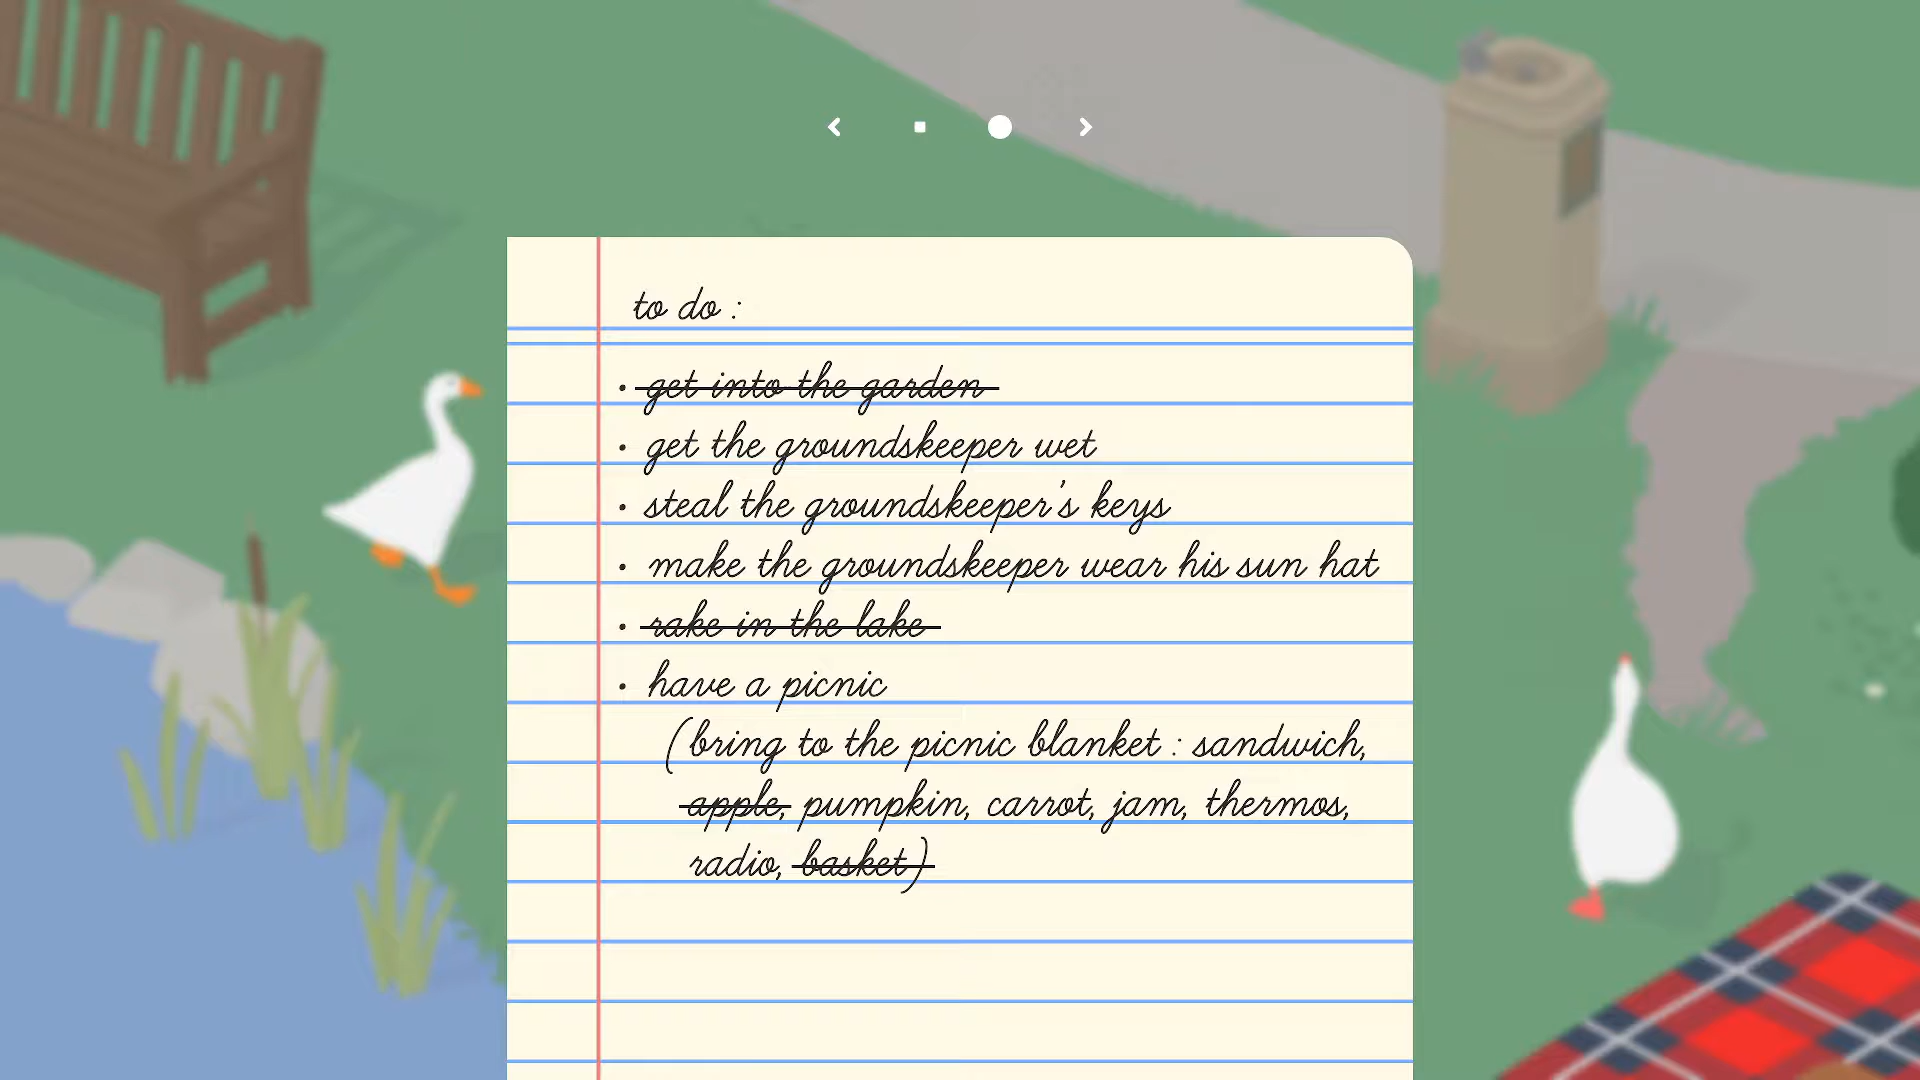 to do :
• get into the garden
• get the groundskeeper wet
• steal the groundskeeper's keys
• make the groundskeeper wear his sun hat
• rake in the lake
• have a picnic
(bring to the picnic blanket : sandwich,
apple, pumpkin, carrot, jam, thermos,
radio, basket)